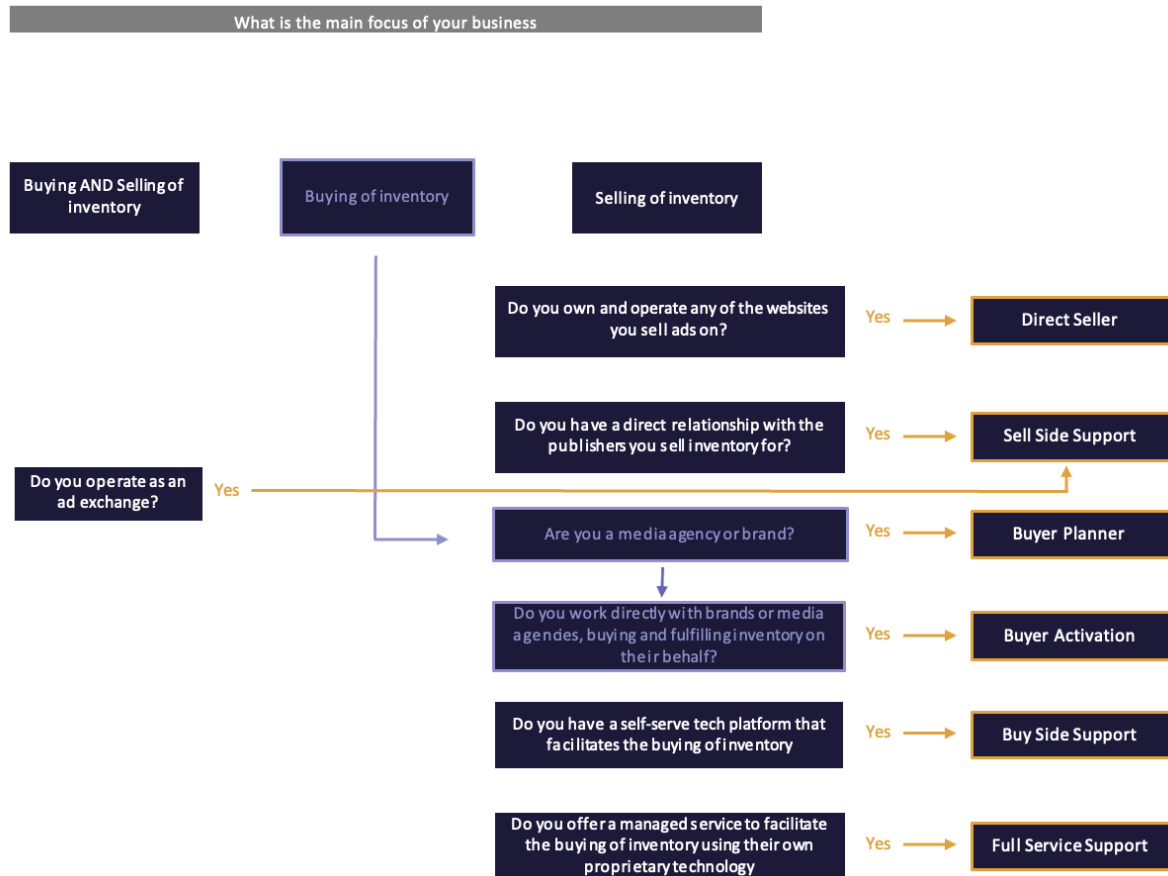 What is the main focus of your business
Buying AND Selling of
inventory
Buying of inventory
Selling of inventory
Do you own and operate any of the websites
you sell ads on?
Yes
Direct Seller
Do you have a direct relationship with the
publishers you sell inventory for?
Yes
Sell Side Support
Do you operate as an
ad exchange?
Yes
Are you a media agency or brand?
Yes
Buyer Planner
Do you work directly with brands or media
agencies, buying and fulfilling inventory on
their behalf?
Yes
Buyer Activation
Do you have a self-serve tech platform that
facilitates the buying of inventory
Yes
Buy Side Support
Do you offer a managed service to facilitate
the buying of inventory using their own
proprietary technology
Yes
Full Service Support